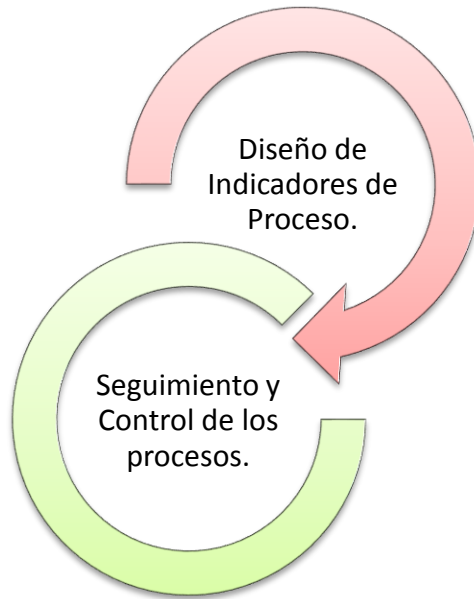 Diseño de
Indicadores de
Proceso.
Seguimiento y
Control de los
procesos.